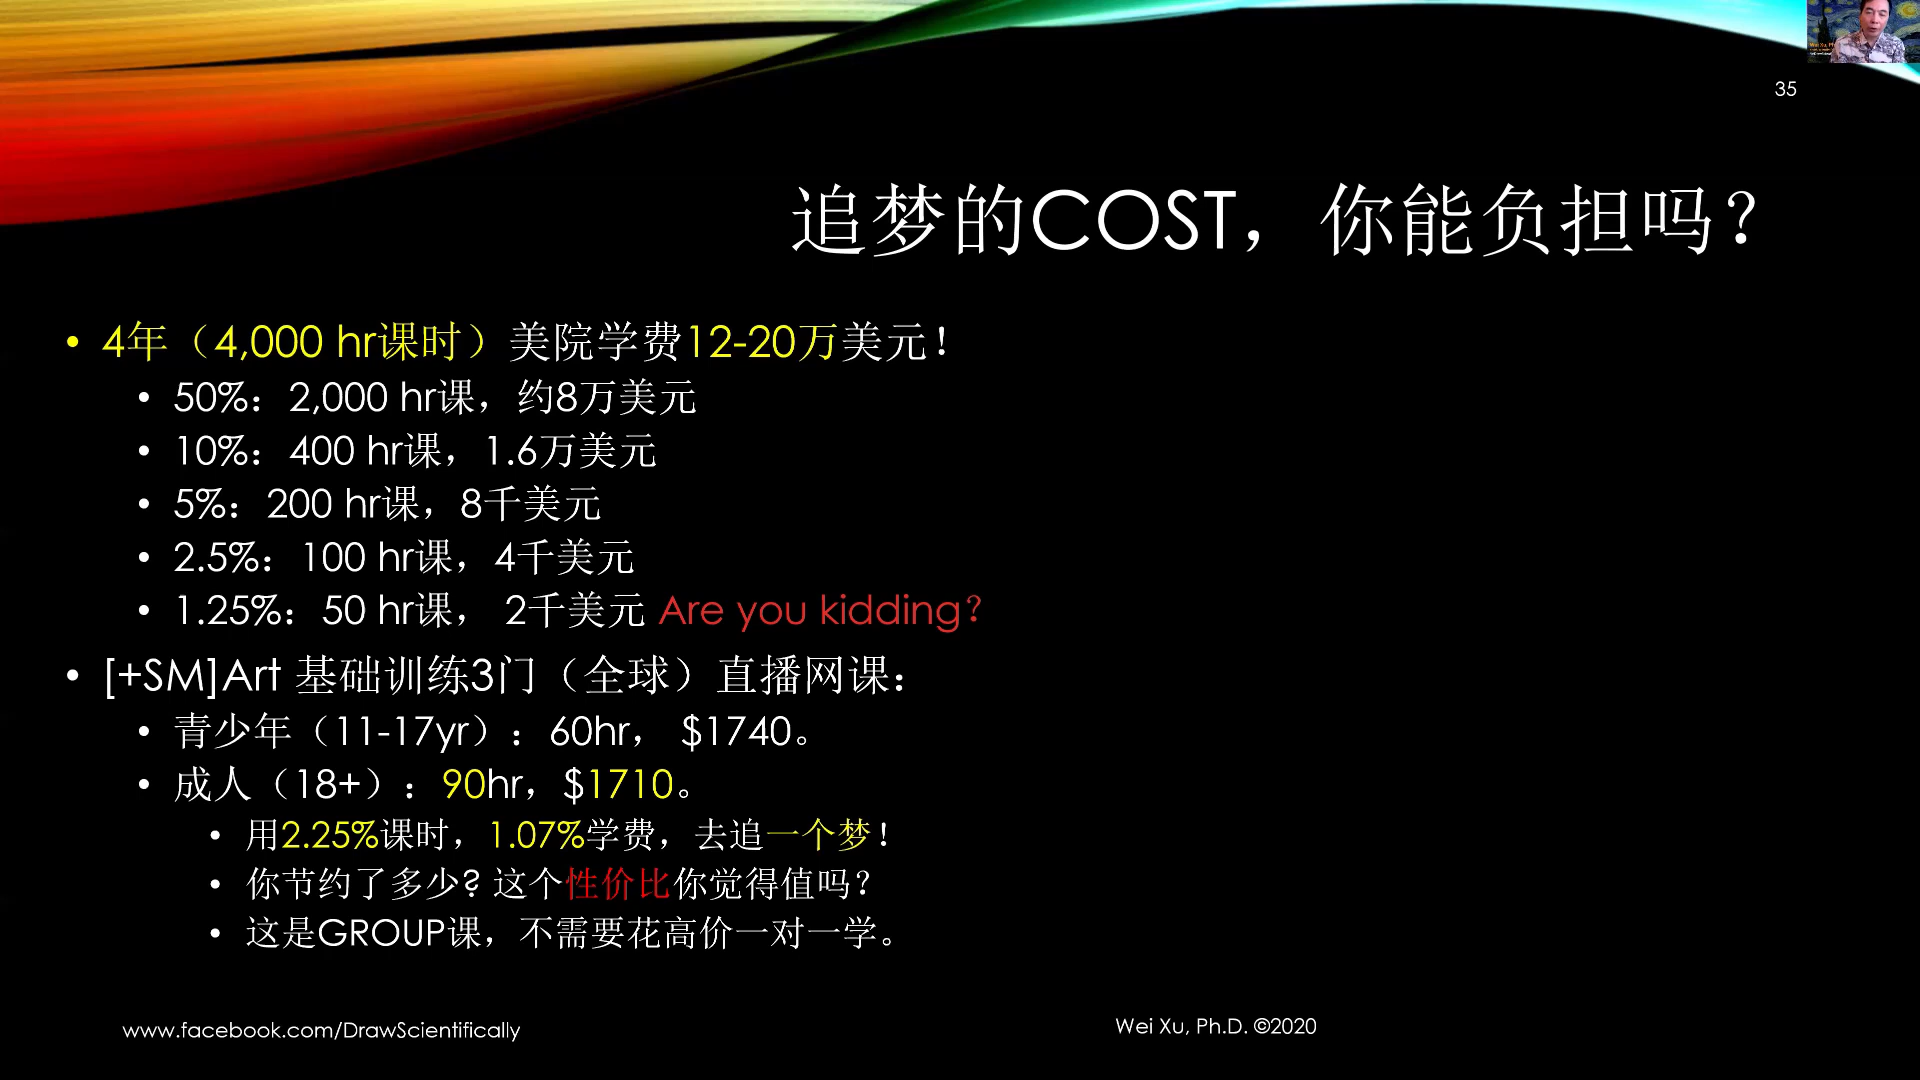 35
追梦的COST，你能负担吗？
• 4年（4,000 hr课时）美院学费12-20万美元！
• 50%：2,000 hr课，约8万美元
• 10%：400 hr课，1.6万美元
• 5%：200 hr课，8千美元
• 2.5%：100 hr课，4千美元
• 1.25%：50 hr课， 2千美元 Are you kidding？
• [+SM]Art 基础训练3门（全球）直播网课：
• 青少年（11-17yr）：60hr， $1740。
• 成人（18+）：90hr，$1710。
• 用2.25%课时，1.07%学费，去追一个梦！
• 你节约了多少? 这个性价比你觉得值吗？
• 这是GROUP课，不需要花高价一对一学。
www.facebook.com/DrawScientifically
Wei Xu, Ph.D. ©2020